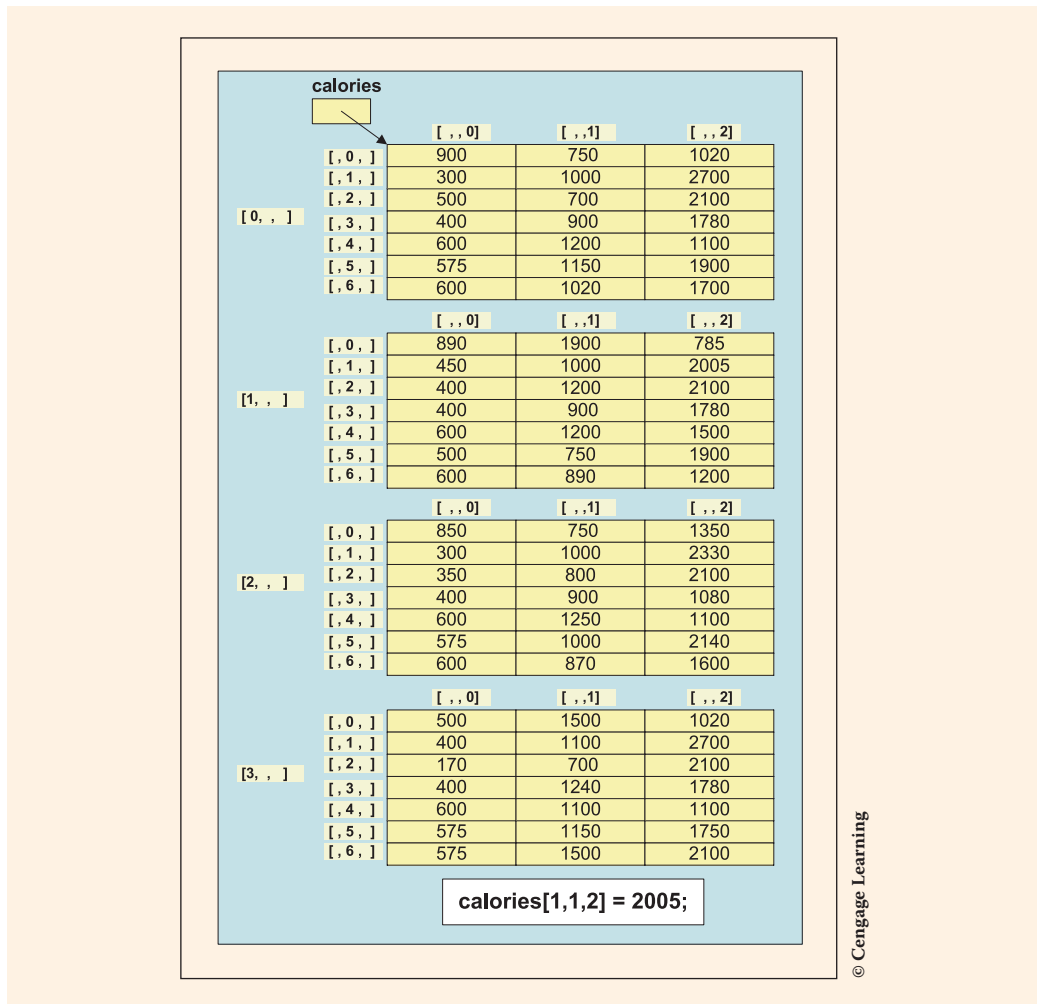 calories
[ , , 0] [ , ,1] [ , , 2]
[ , 0 , ] 900 750 1020
[ , 1 , ] 300 1000 2700
[ , 2 , ] 500 700 2100
[ 0, , ]
[ , 3 , ] 400 900 1780
[ , 4 , ] 600 1200 1100
[ , 5 , ] 575 1150 1900
[ , 6 , ] 600 1020 1700
[ , , 0] [ , ,1] [ , , 2]
[ , 0 , ] 890 1900 785
[ , 1 , ] 450 1000 2005
[ , 2 , ] 400 1200 2100
[1, , ]
[ , 3 , ] 400 900 1780
[ , 4 , ] 600 1200 1500
[ , 5 , ] 500 750 1900
[ , 6 , ] 600 890 1200
[ , , 0] [ , ,1] [ , , 2]
[ , 0 , ] 850 750 1350
[ , 1 , ] 300 1000 2330
[ , 2 , ] 350 800 2100
[2, , ]
[ , 3 , ] 400 900 1080
[ , 4 , ] 600 1250 1100
[ , 5 , ] 575 1000 2140
[ , 6 , ] 600 870 1600
[ , , 0] [ , ,1] [ , , 2]
[ , 0 , ] 500 1500 1020
[ , 1 , ] 400 1100 2700
[ , 2 , ] 170 700 2100
[3, , ]
[ , 3 , ] 400 1240 1780
[ , 4 , ] 600 1100 1100
[ , 5 , ] 575 1150 1750
[ , 6 , ] 575 1500 2100
calories[1,1,2] = 2005;
© Cengage Learning